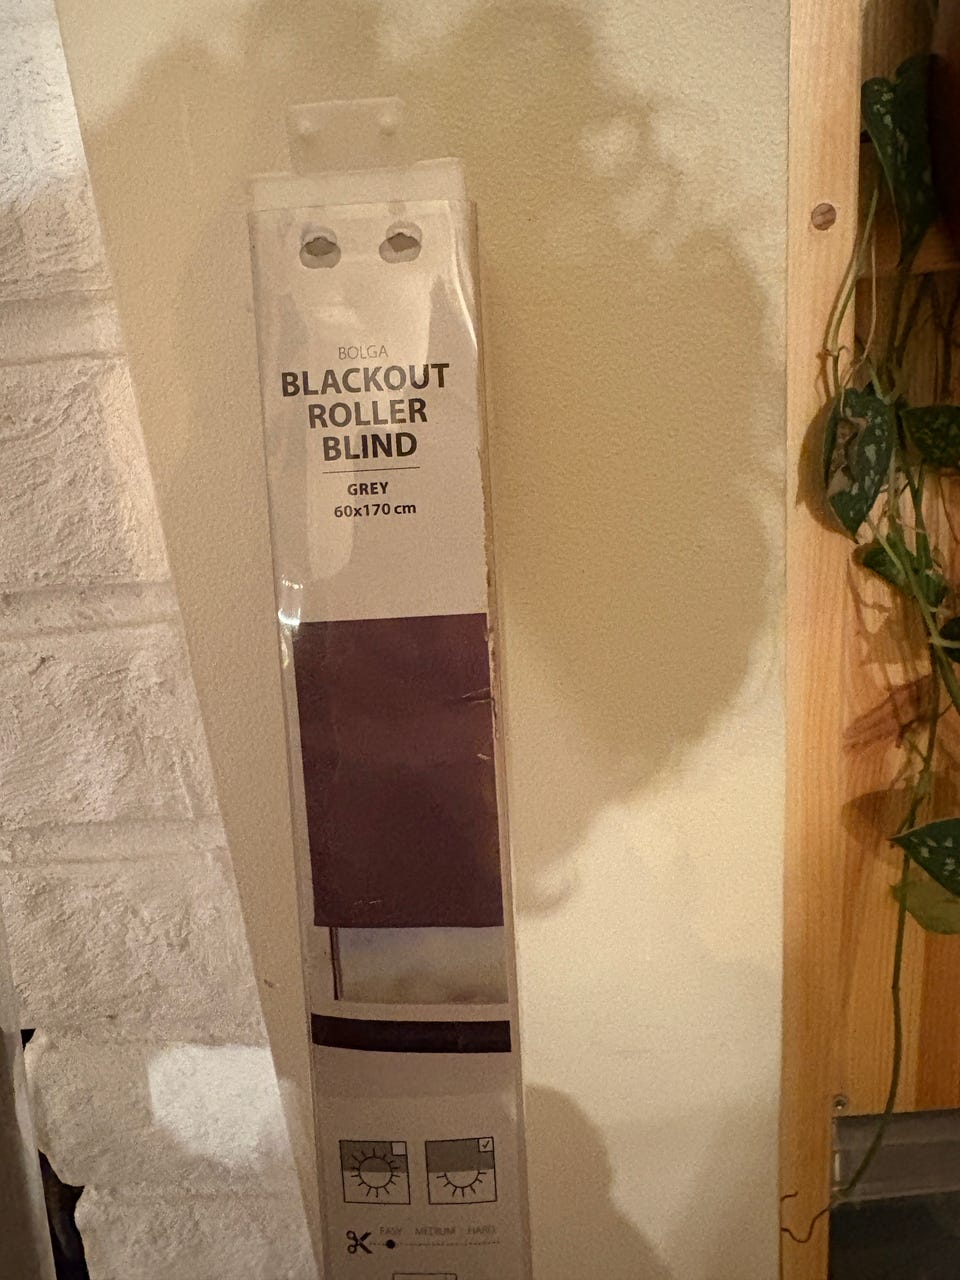 BOLGA
BLACKOUT
ROLLER
BLIND
GREY
60x170 cm
EASY MEDIUM HARD